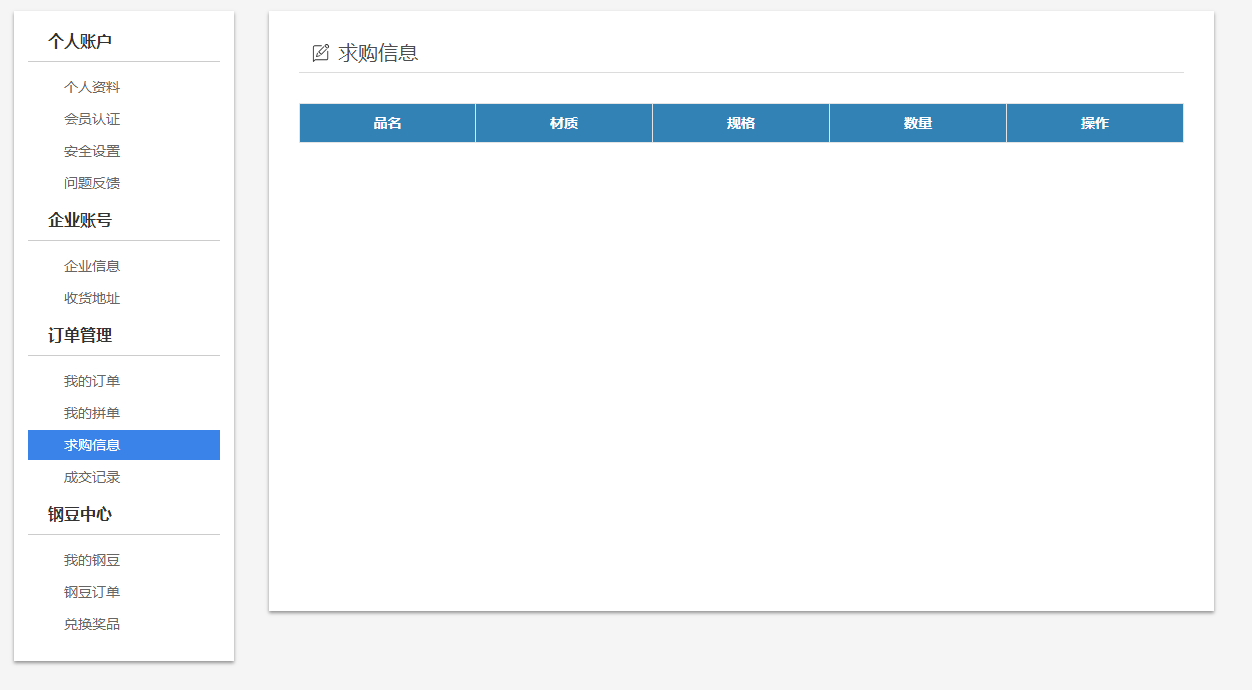 个人账户
个人资料
会员认证
安全设置
问题反馈
企业账号
企业信息
收货地址
订单管理
我的订单
我的拼单
求购信息
成交记录
钢豆中心
我的钢豆
钢豆订单
兑换奖品
求购信息
品名 材质 规格 数量 操作